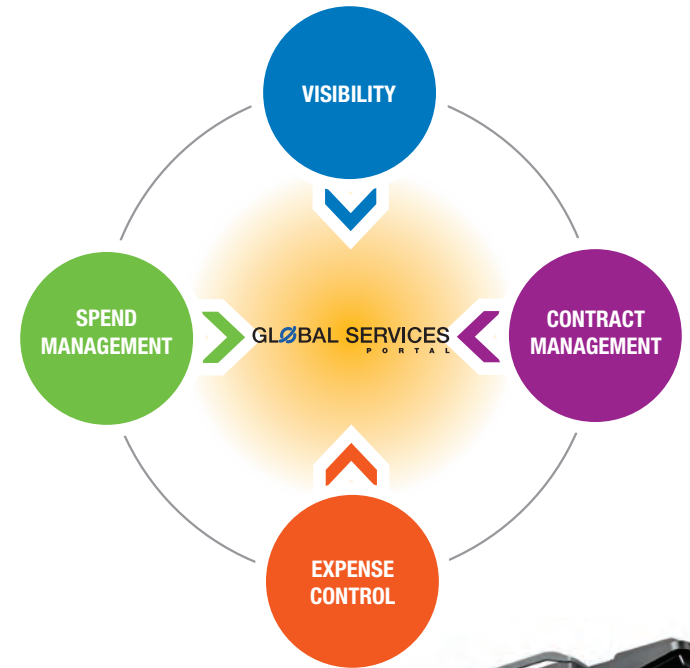 VISIBILITY
SPEND
MANAGEMENT
GLØBAL SERVICES
PORTAL
CONTRACT
MANAGEMENT
EXPENSE
CONTROL